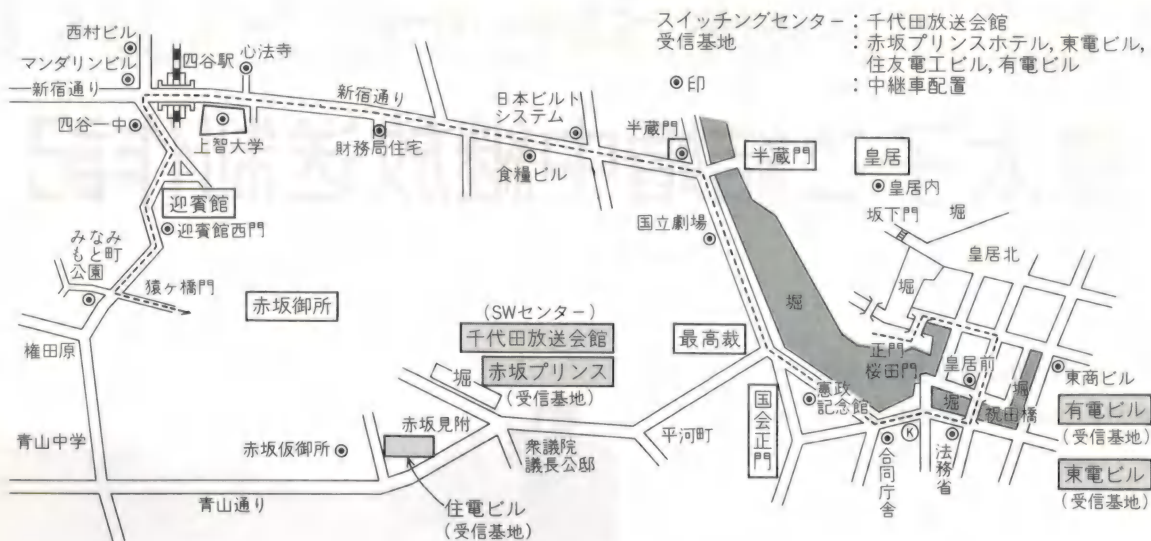 スイッチングセンター：千代田放送会館
受信基地　　　　　　：赤坂プリンスホテル, 東電ビル,
住友電工ビル, 有電ビル
◉印　　　　　　　　：中継車配置
西村ビル
マンダリンビル
四谷駅
心法寺
新宿通り
新宿通り
四谷一中
上智大学
財務局住宅
日本ビルト
システム
食糧ビル
半蔵門
半蔵門
皇居
皇居内
坂下門
堀
皇居北
迎賓館
迎賓館西門
国立劇場
みなみ
もと町
公園
猿ヶ橋門
赤坂御所
堀
堀
(SWセンター)
千代田放送会館
最高裁
正門
桜田門
皇居前
堀
東商ビル
権田原
堀
赤坂プリンス
(受信基地)
国会正門
憲政
記念館
堀
祝田橋
有電ビル
(受信基地)
青山中学
赤坂仮御所
赤坂見附
衆議院
議長公邸
平河町
K
合同庁舎
法務省
東電ビル
(受信基地)
青山通り
住電ビル
(受信基地)